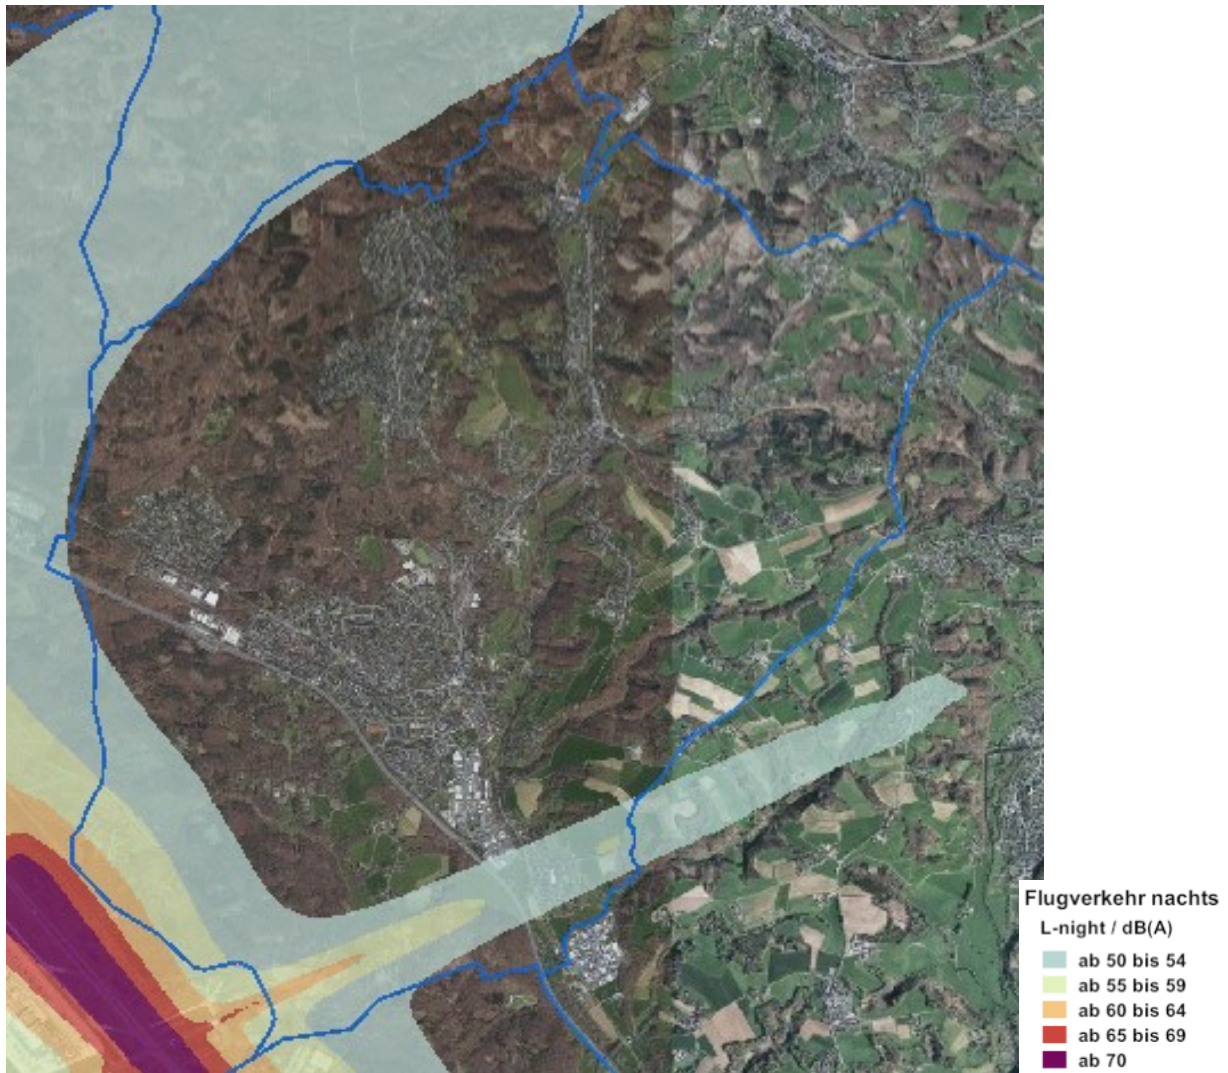 Flugverkehr nachts
L-night / dB(A)
ab 50 bis 54
ab 55 bis 59
ab 60 bis 64
ab 65 bis 69
ab 70